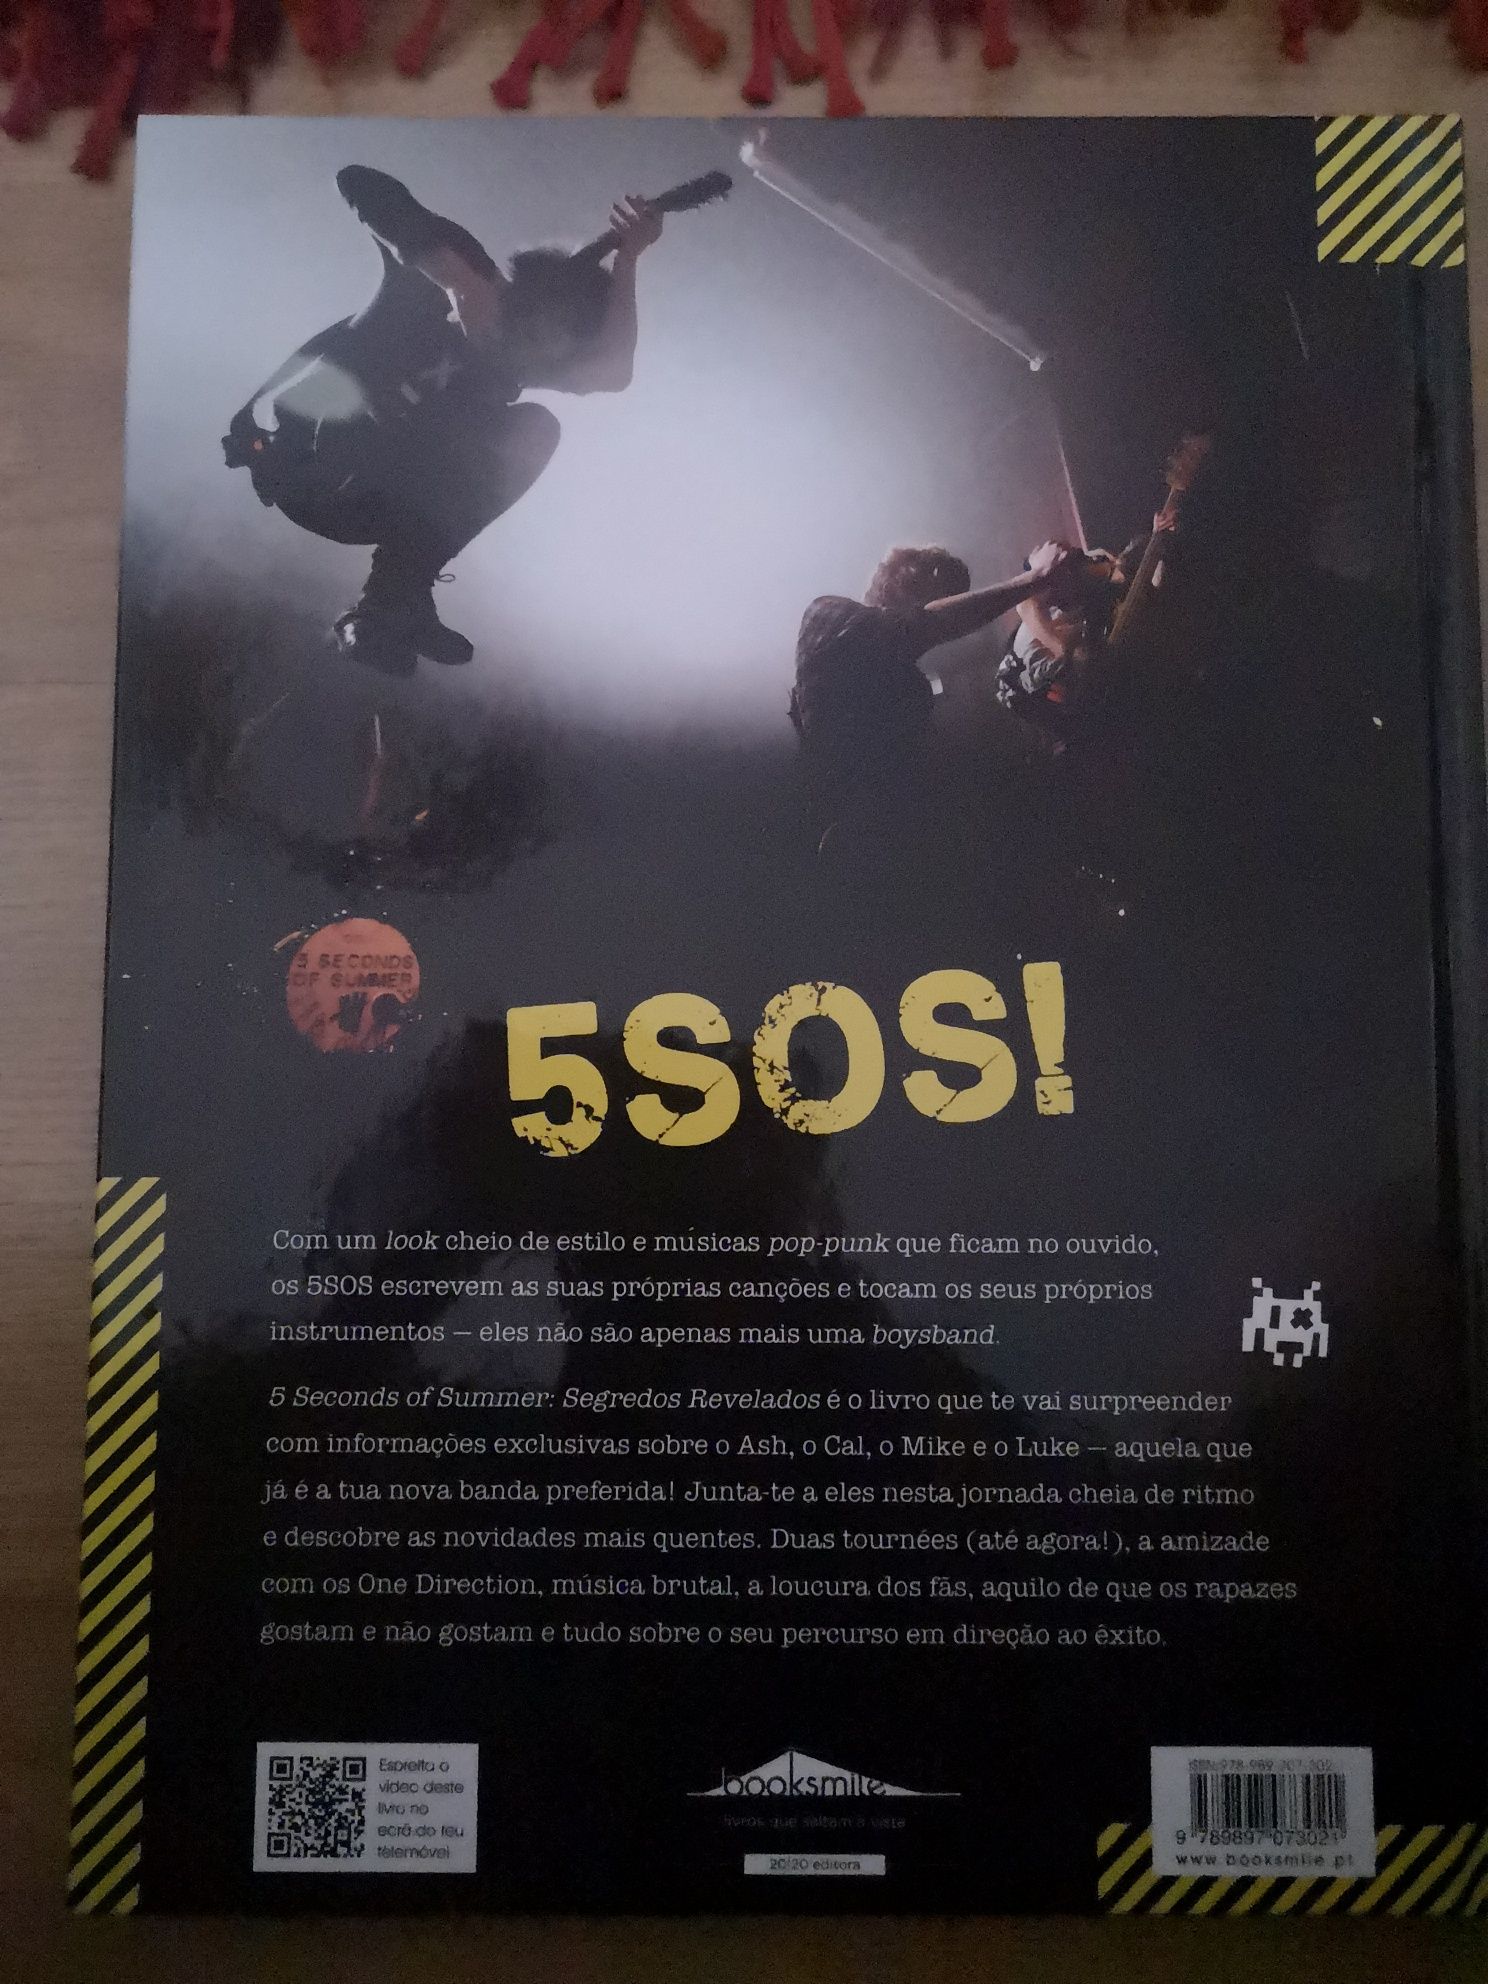 5 SECONDS
OF SUMMER
5SOS!
Com um look cheio de estilo e músicas pop-punk que ficam no ouvido,
os 5SOS escrevem as suas próprias canções e tocam os seus próprios
instrumentos — eles não são apenas mais uma boysband.
5 Seconds of Summer: Segredos Revelados é o livro que te vai surpreender
com informações exclusivas sobre o Ash, o Cal, o Mike e o Luke — aquela que
já é a tua nova banda preferida! Junta-te a eles nesta jornada cheia de ritmo
e descobre as novidades mais quentes. Duas tournées (até agora!), a amizade
com os One Direction, música brutal, a loucura dos fãs, aquilo de que os rapazes
gostam e não gostam e tudo sobre o seu percurso em direção ao êxito.
Espreita o
vídeo deste
livro no
ecrã do teu
telemóvel
booksmile
livros que saltam à vista
20|20 editora
ISBN 978-989-707-302-
9 789897 073021
www.booksmile.pt